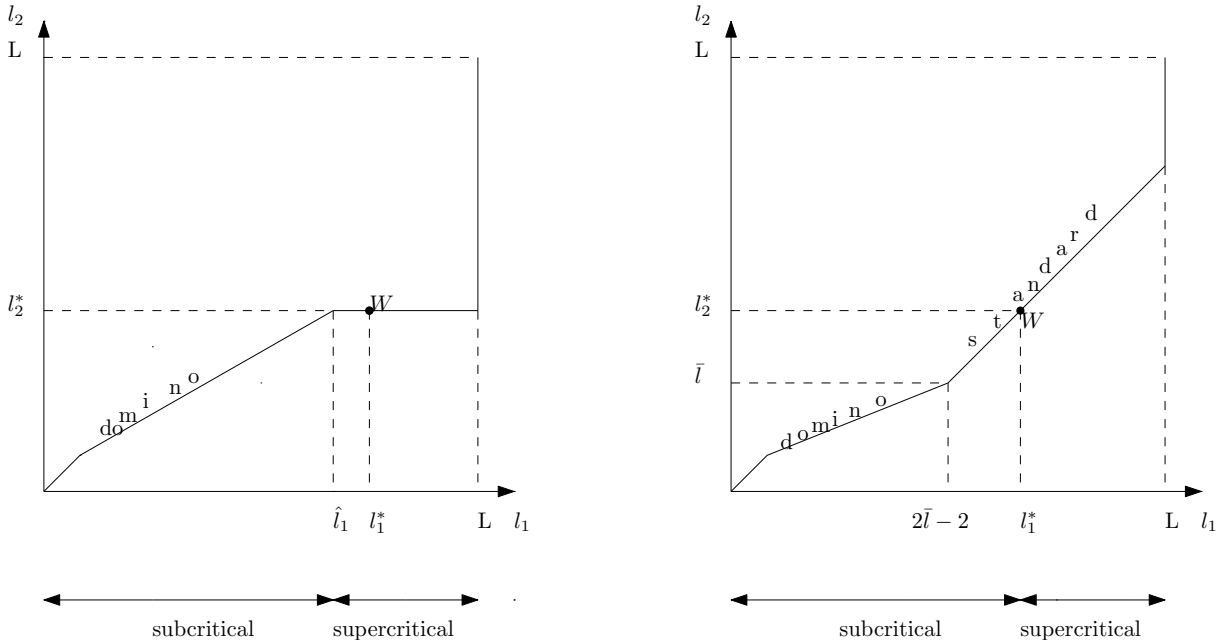 l₂
L
l₂*
W
domino
l̂₁
l₁*
L
l₁
subcritical
supercritical
l₂
L
l₂*
l̄
standard
W
domino
2l̄ − 2
l₁*
L
l₁
subcritical
supercritical